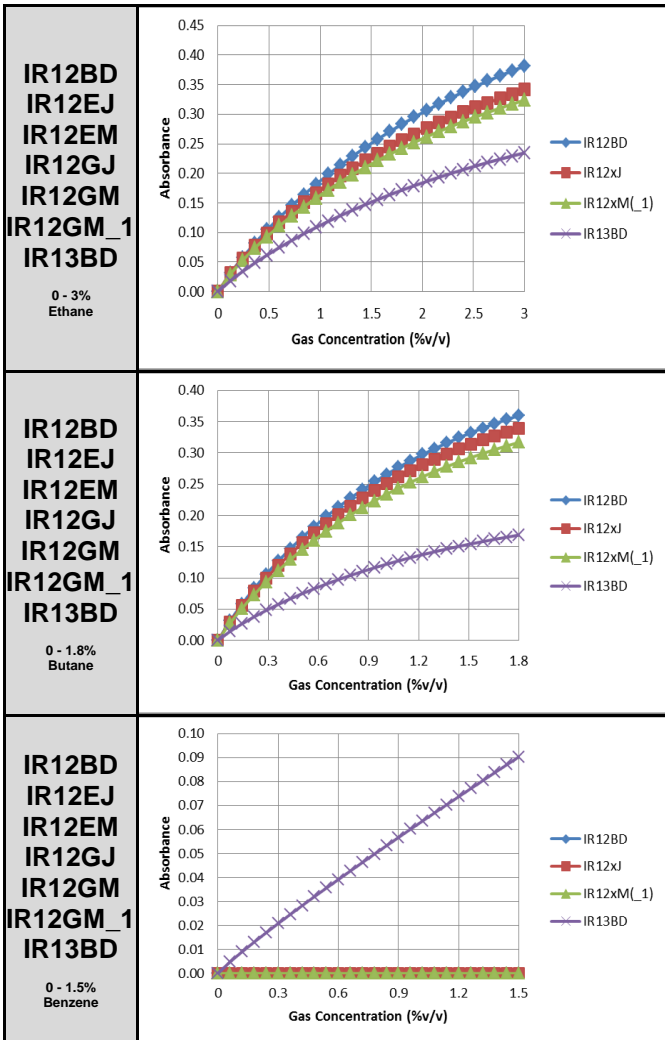 IR12BD
IR12EJ
IR12EM
IR12GJ
IR12GM
IR12GM_1
IR13BD
0 - 3%
Ethane
0.45
0.40
0.35
0.30
0.25
0.20
0.15
0.10
0.05
0.00
Absorbance
0 0.5 1 1.5 2 2.5 3
Gas Concentration (%v/v)
IR12BD
IR12xJ
IR12xM(_1)
IR13BD
IR12BD
IR12EJ
IR12EM
IR12GJ
IR12GM
IR12GM_1
IR13BD
0 - 1.8%
Butane
0.40
0.35
0.30
0.25
0.20
0.15
0.10
0.05
0.00
Absorbance
0 0.3 0.6 0.9 1.2 1.5 1.8
Gas Concentration (%v/v)
IR12BD
IR12xJ
IR12xM(_1)
IR13BD
IR12BD
IR12EJ
IR12EM
IR12GJ
IR12GM
IR12GM_1
IR13BD
0 - 1.5%
Benzene
0.10
0.09
0.08
0.07
0.06
0.05
0.04
0.03
0.02
0.01
0.00
Absorbance
0 0.3 0.6 0.9 1.2 1.5
Gas Concentration (%v/v)
IR12BD
IR12xJ
IR12xM(_1)
IR13BD